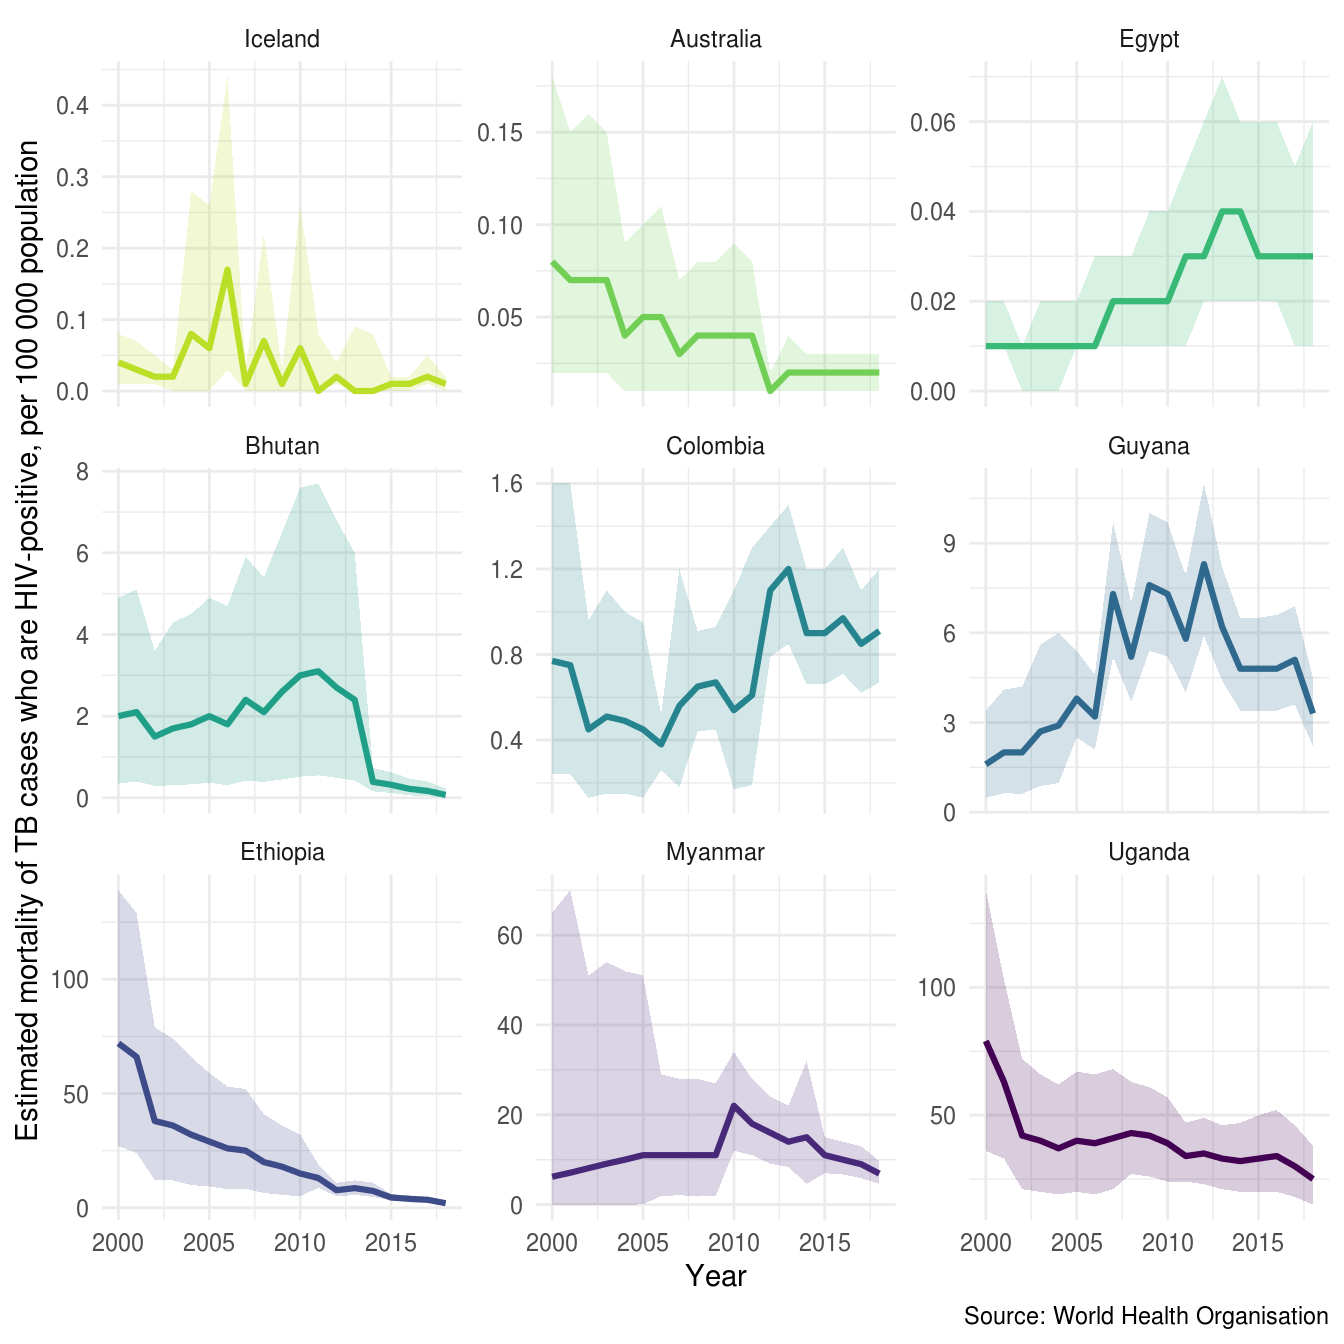 Iceland
Australia
Egypt
0.4
0.3
0.2
0.1
0.0
0.15
0.10
0.05
0.06
0.04
0.02
0.00
Bhutan
Colombia
Guyana
8
6
4
2
0
1.6
1.2
0.8
0.4
9
6
3
0
Ethiopia
Myanmar
Uganda
100
50
0
60
40
20
0
100
50
2000 2005 2010 2015
2000 2005 2010 2015
2000 2005 2010 2015
Estimated mortality of TB cases who are HIV-positive, per 100 000 population
Year
Source: World Health Organisation